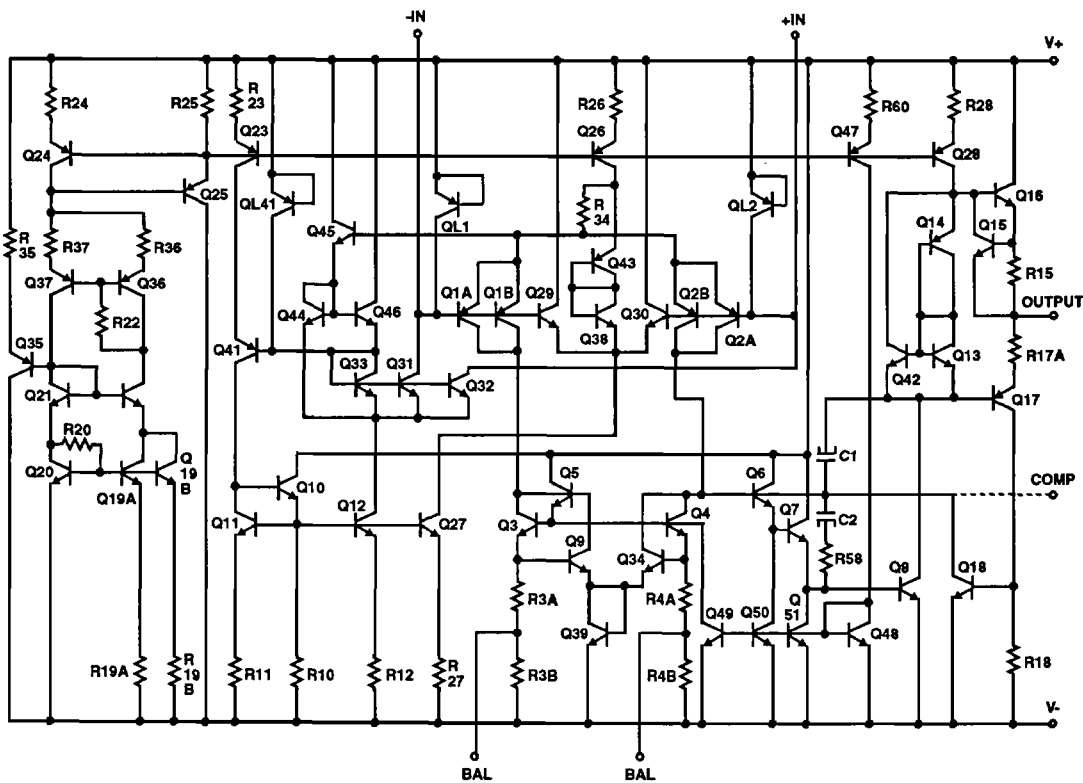 -IN
+IN
V+
R24
R25
R
23
R26
R60
R28
Q23
Q26
Q47
Q24
Q28
Q25
Q16
QL41
QL1
R
34
QL2
Q14
Q15
R
35
R37
R36
Q45
Q43
R15
Q37
Q36
Q1A
Q1B
Q29
Q2B
OUTPUT
R22
Q44
Q46
Q30
Q38
Q2A
Q35
Q41
Q33
Q31
Q32
Q42
Q13
R17A
Q21
Q17
R20
Q
19
B
C1
Q20
Q19A
Q10
Q5
Q6
COMP
Q11
Q12
Q27
Q3
Q4
Q7
C2
Q9
Q34
R58
Q8
Q18
R3A
R4A
Q49
Q50
Q
51
Q39
Q48
R19A
R
19
B
R11
R10
R12
R
27
R3B
R4B
R18
V-
BAL
BAL